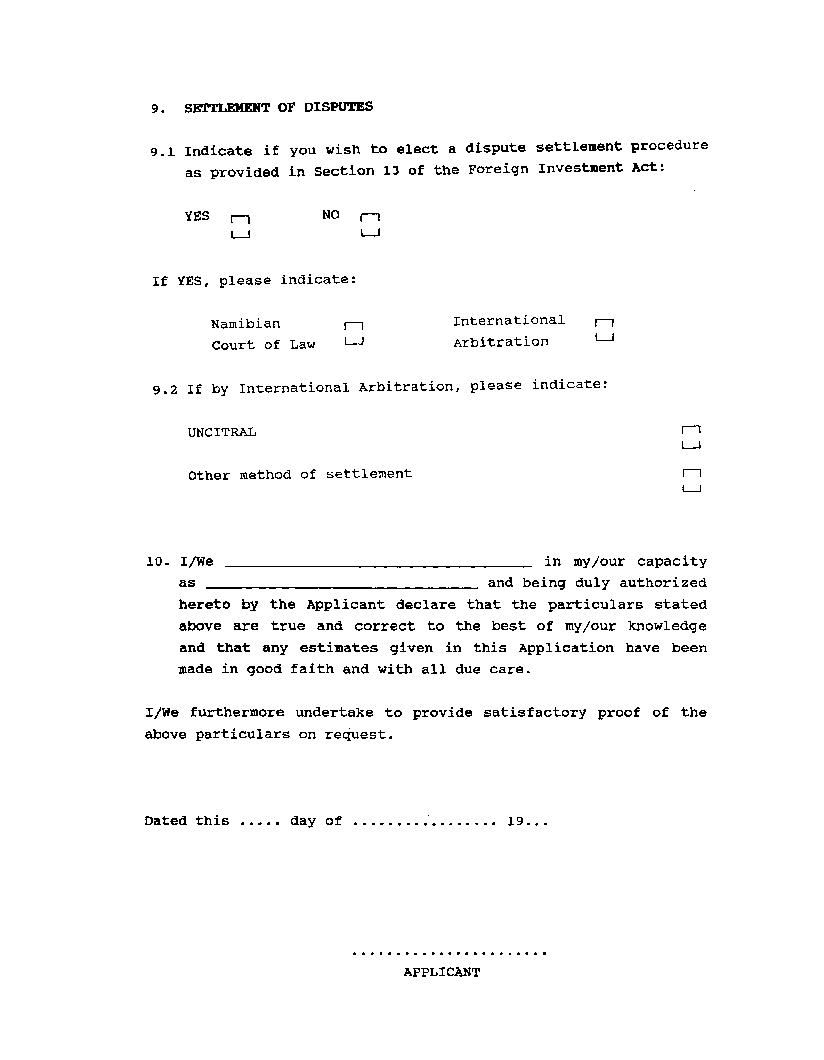 9. SETTLEMENT OF DISPUTES
9.1 Indicate if you wish to elect a dispute settlement procedure
as provided in Section 13 of the Foreign Investment Act:
YES NO
If YES, please indicate:
Namibian International
Court of Law Arbitration
9.2 If by International Arbitration, please indicate:
UNCITRAL
Other method of settlement
10. I/We ______________________________ in my/our capacity
as ___________________________ and being duly authorized
hereto by the Applicant declare that the particulars stated
above are true and correct to the best of my/our knowledge
and that any estimates given in this Application have been
made in good faith and with all due care.
I/We furthermore undertake to provide satisfactory proof of the
above particulars on request.
Dated this ..... day of ................. 19...
.......................
APPLICANT